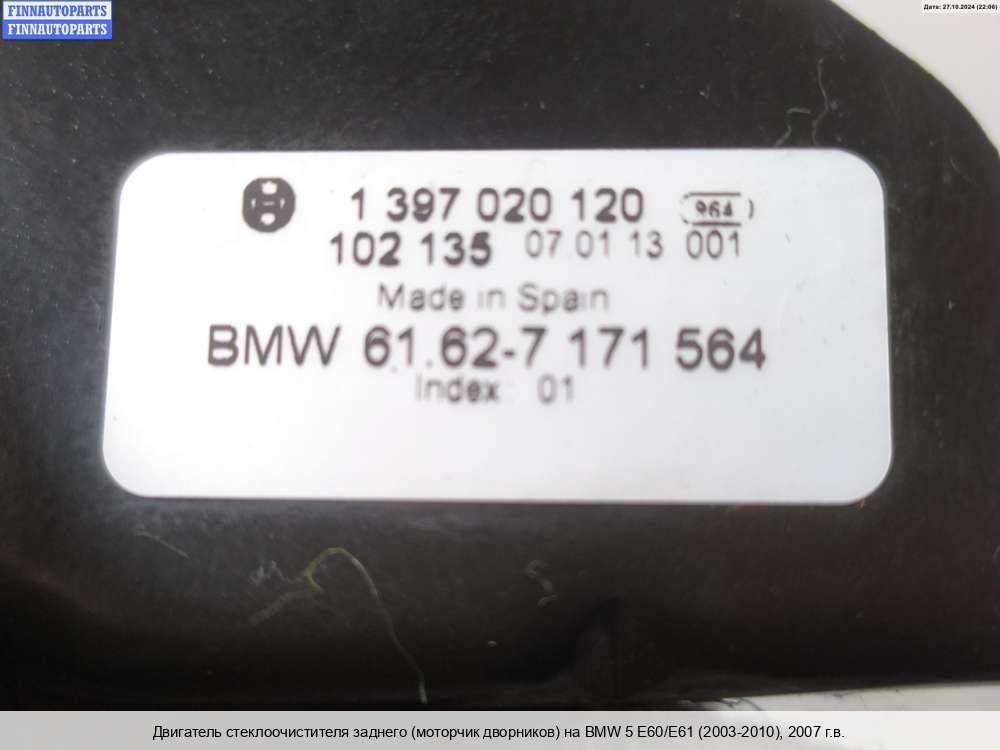 FINNAUTOPARTS
FINNAUTOPARTS
Дата: 27.10.2024 (22:06)
1 397 020 120 964
102 135 07 01 13 001
Made in Spain
BMW 61.62-7 171 564
Index: 01
Двигатель стеклоочистителя заднего (моторчик дворников) на BMW 5 E60/E61 (2003-2010), 2007 г.в.